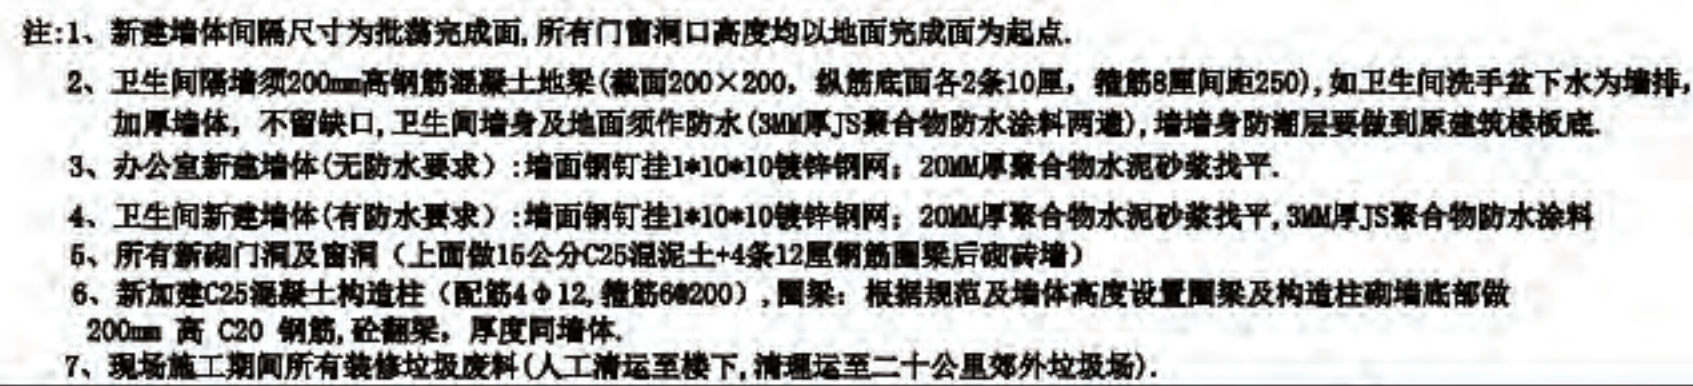 注:1、新建墙体间隔尺寸为批荡完成面,所有门窗洞口高度均以地面完成面为起点.
2、卫生间隔墙须200mm高钢筋混凝土地梁(截面200×200，纵筋底面各2条10厘，箍筋8厘间距250),如卫生间洗手盆下水为墙排,
加厚墙体，不留缺口,卫生间墙身及地面须作防水(3MM厚JS聚合物防水涂料两遍),墙墙身防潮层要做到原建筑楼板底.
3、办公室新建墙体(无防水要求）:墙面钢钉挂1*10*10镀锌钢网；20MM厚聚合物水泥砂浆找平.
4、卫生间新建墙体(有防水要求）:墙面钢钉挂1*10*10镀锌钢网；20MM厚聚合物水泥砂浆找平,3MM厚JS聚合物防水涂料
5、所有新砌门洞及窗洞（上面做15公分C25混泥土+4条12厘钢筋圈梁后砌砖墙）
6、新加建C25混凝土构造柱（配筋4φ12,箍筋6@200）,圈梁：根据规范及墙体高度设置圈梁及构造柱砌墙底部做
200mm 高 C20 钢筋,砼翻梁，厚度同墙体.
7、现场施工期间所有装修垃圾废料(人工清运至楼下,清理运至二十公里郊外垃圾场).